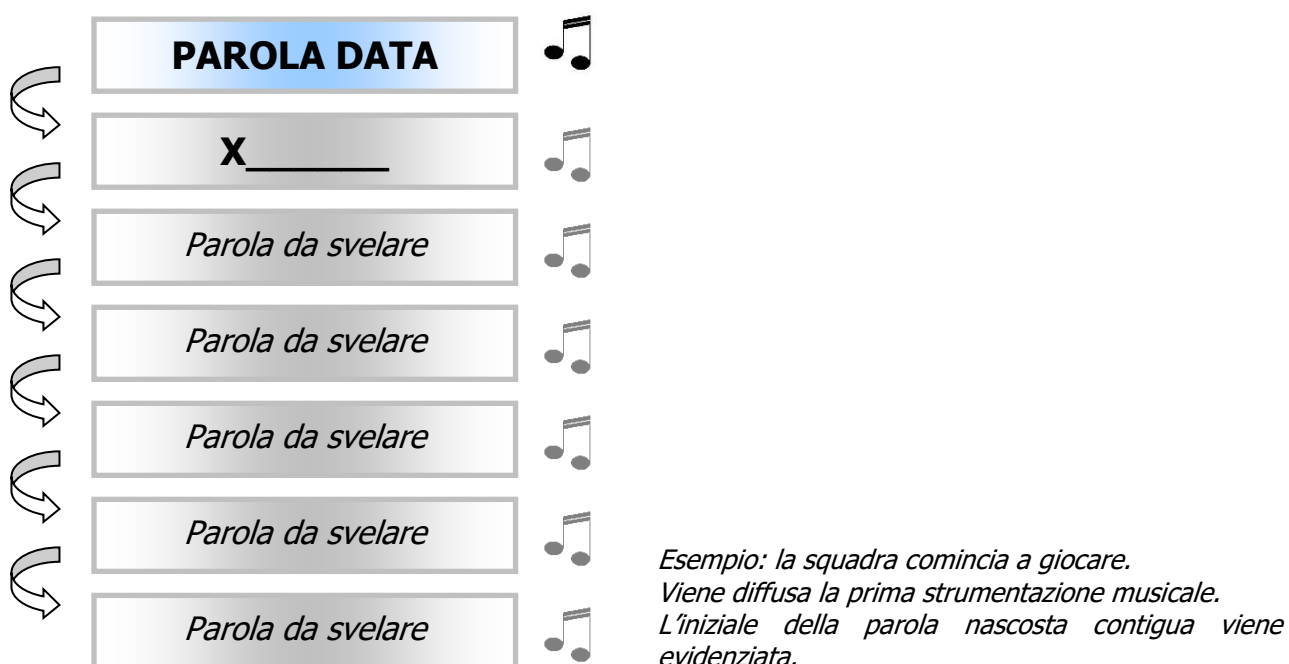 PAROLA DATA
X_______
Parola da svelare
Parola da svelare
Parola da svelare
Parola da svelare
Parola da svelare
Esempio: la squadra comincia a giocare.
Viene diffusa la prima strumentazione musicale.
L'iniziale della parola nascosta contigua viene
evidenziata.